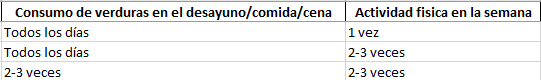 Consumo de verduras en el desayuno/comida/cena Actividad fisica en la semana
Todos los días 1 vez
Todos los días 2-3 veces
2-3 veces 2-3 veces